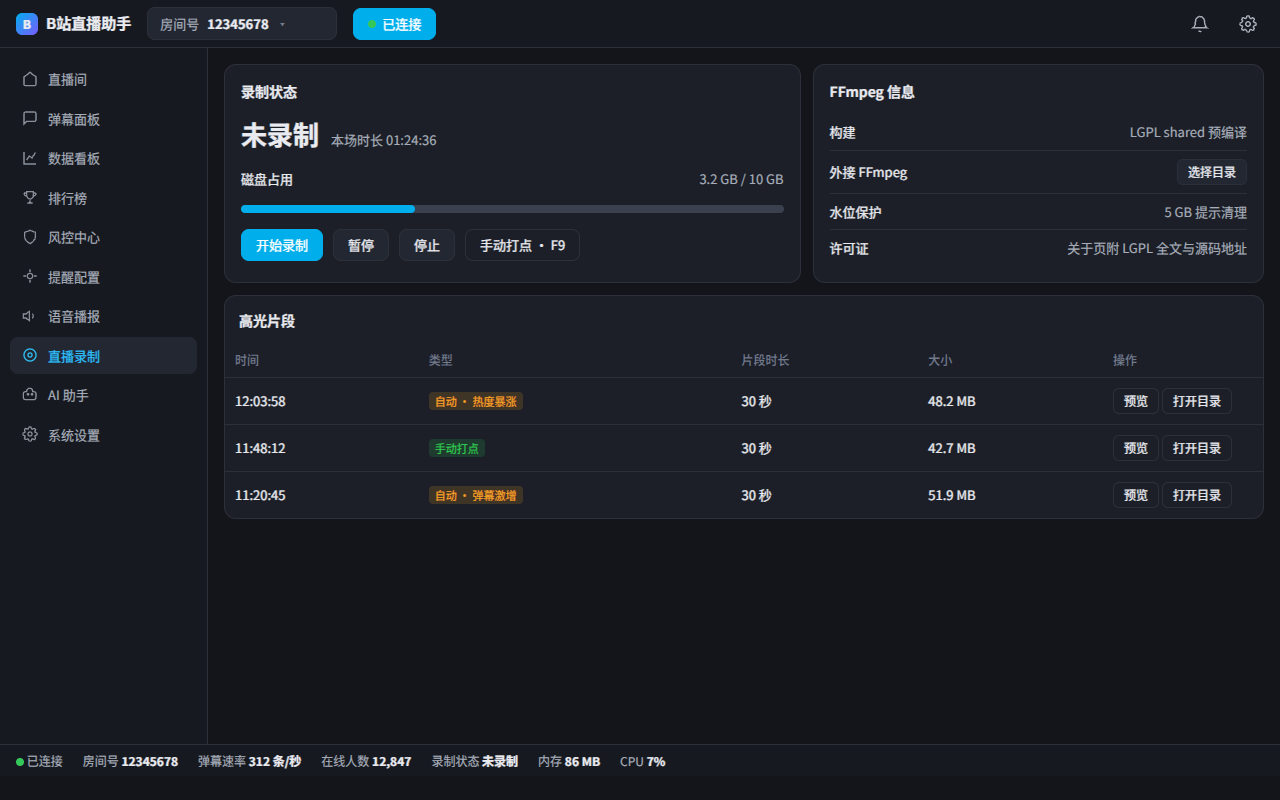 B B站直播助手 房间号 12345678 已连接
直播间
弹幕面板
数据看板
排行榜
风控中心
提醒配置
语音播报
直播录制
AI 助手
系统设置
录制状态
未录制 本场时长 01:24:36
磁盘占用 3.2 GB / 10 GB
开始录制 暂停 停止 手动打点 · F9
FFmpeg 信息
构建 LGPL shared 预编译
外接 FFmpeg 选择目录
水位保护 5 GB 提示清理
许可证 关于页附 LGPL 全文与源码地址
高光片段
时间 类型 片段时长 大小 操作
12:03:58 自动 · 热度暴涨 30 秒 48.2 MB 预览 打开目录
11:48:12 手动打点 30 秒 42.7 MB 预览 打开目录
11:20:45 自动 · 弹幕激增 30 秒 51.9 MB 预览 打开目录
已连接 房间号 12345678 弹幕速率 312 条/秒 在线人数 12,847 录制状态 未录制 内存 86 MB CPU 7%